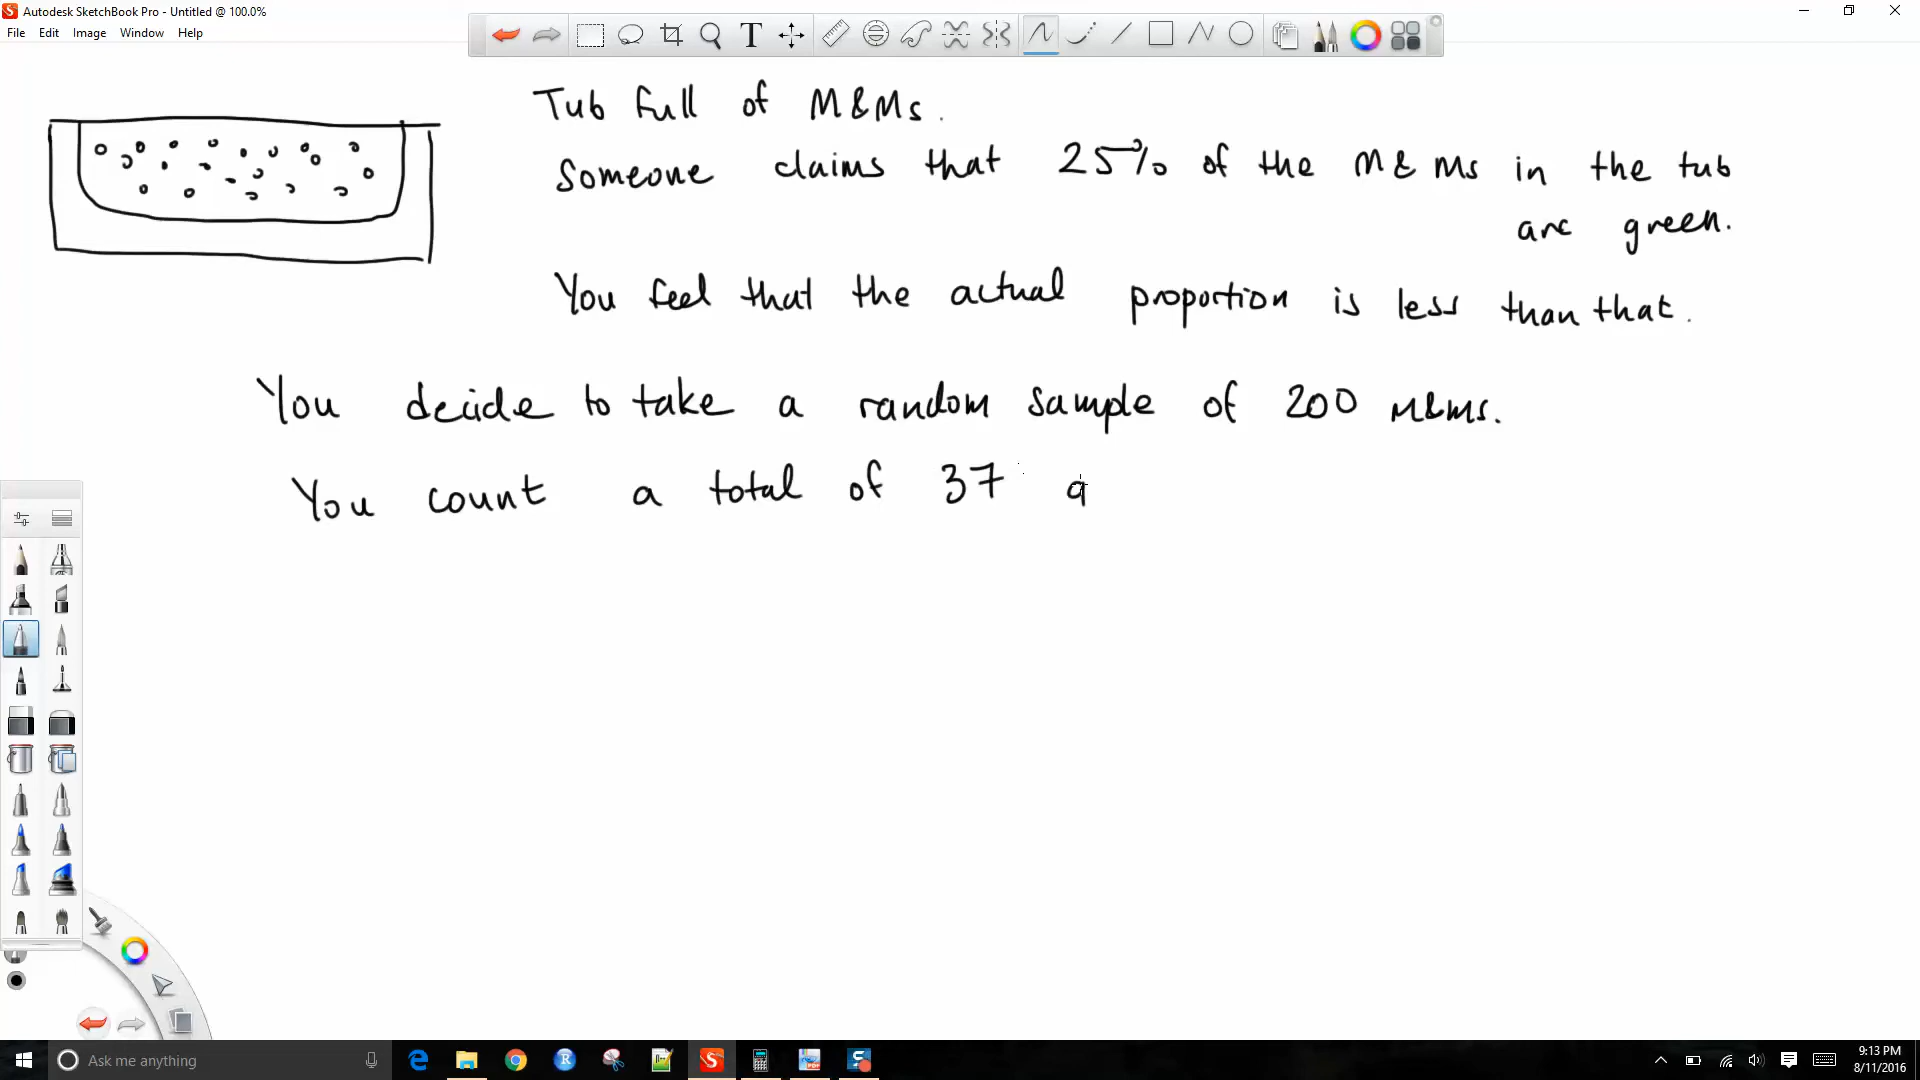 Autodesk SketchBook Pro - Untitled @ 100.0%
File Edit Image Window Help
T
Tub full of M&Ms.
Someone claims that 25% of the M&Ms in the tub
are green.
You feel that the actual proportion is less than that.
You decide to take a random sample of 200 M&Ms.
You count a total of 37 g
Ask me anything
9:13 PM
8/11/2016